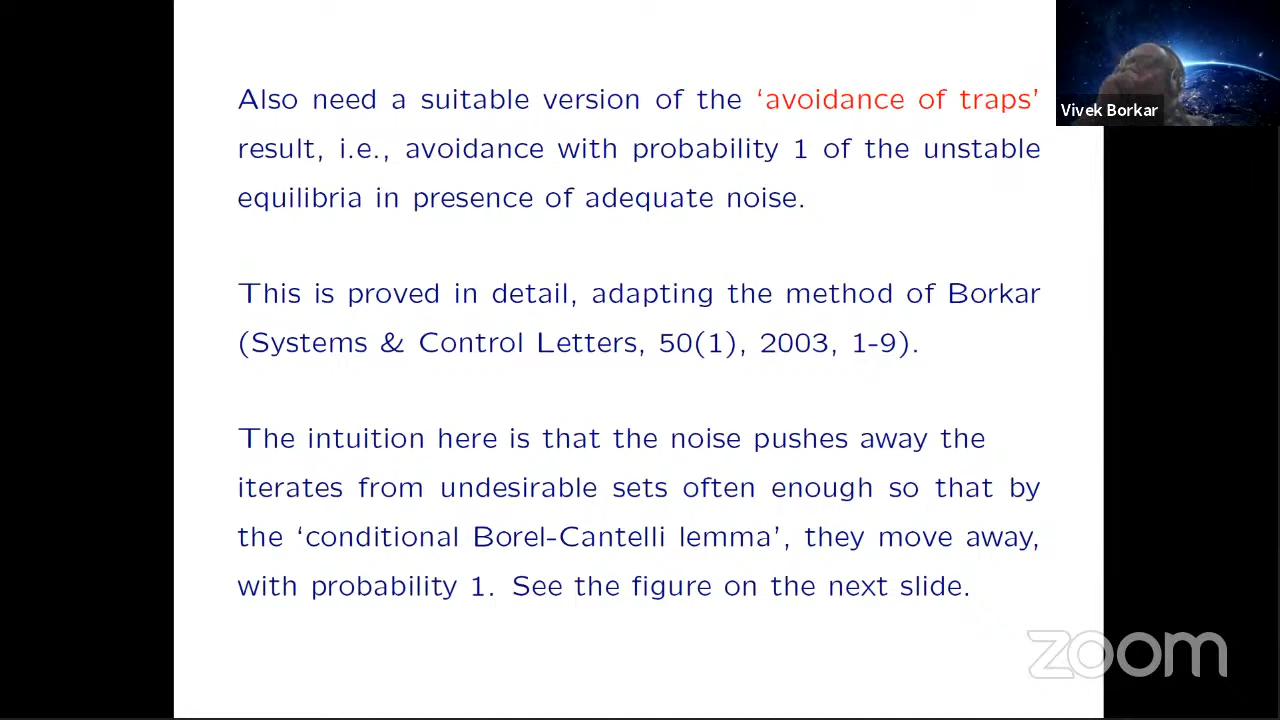 Also need a suitable version of the ‘avoidance of traps’
result, i.e., avoidance with probability 1 of the unstable
equilibria in presence of adequate noise.
This is proved in detail, adapting the method of Borkar
(Systems & Control Letters, 50(1), 2003, 1-9).
The intuition here is that the noise pushes away the
iterates from undesirable sets often enough so that by
the ‘conditional Borel-Cantelli lemma’, they move away,
with probability 1. See the figure on the next slide.
Vivek Borkar
zoom